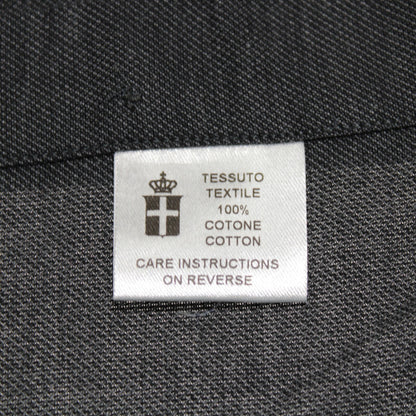 TESSUTO
TEXTILE
100%
COTONE
COTTON
CARE INSTRUCTIONS
ON REVERSE